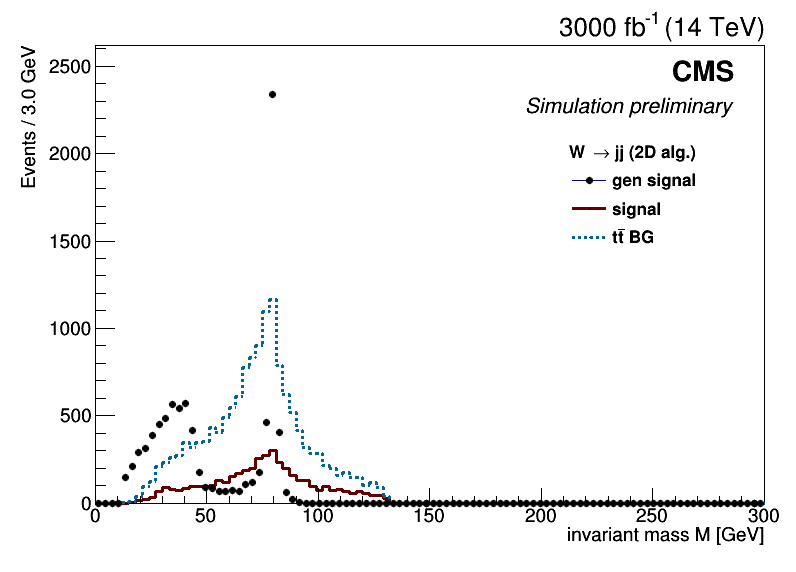 3000 fb⁻¹ (14 TeV)
Events / 3.0 GeV
2500
2000
1500
1000
500
0
CMS
Simulation preliminary
W → jj (2D alg.)
gen signal
signal
tt̄ BG
0 50 100 150 200 250 300
invariant mass M [GeV]